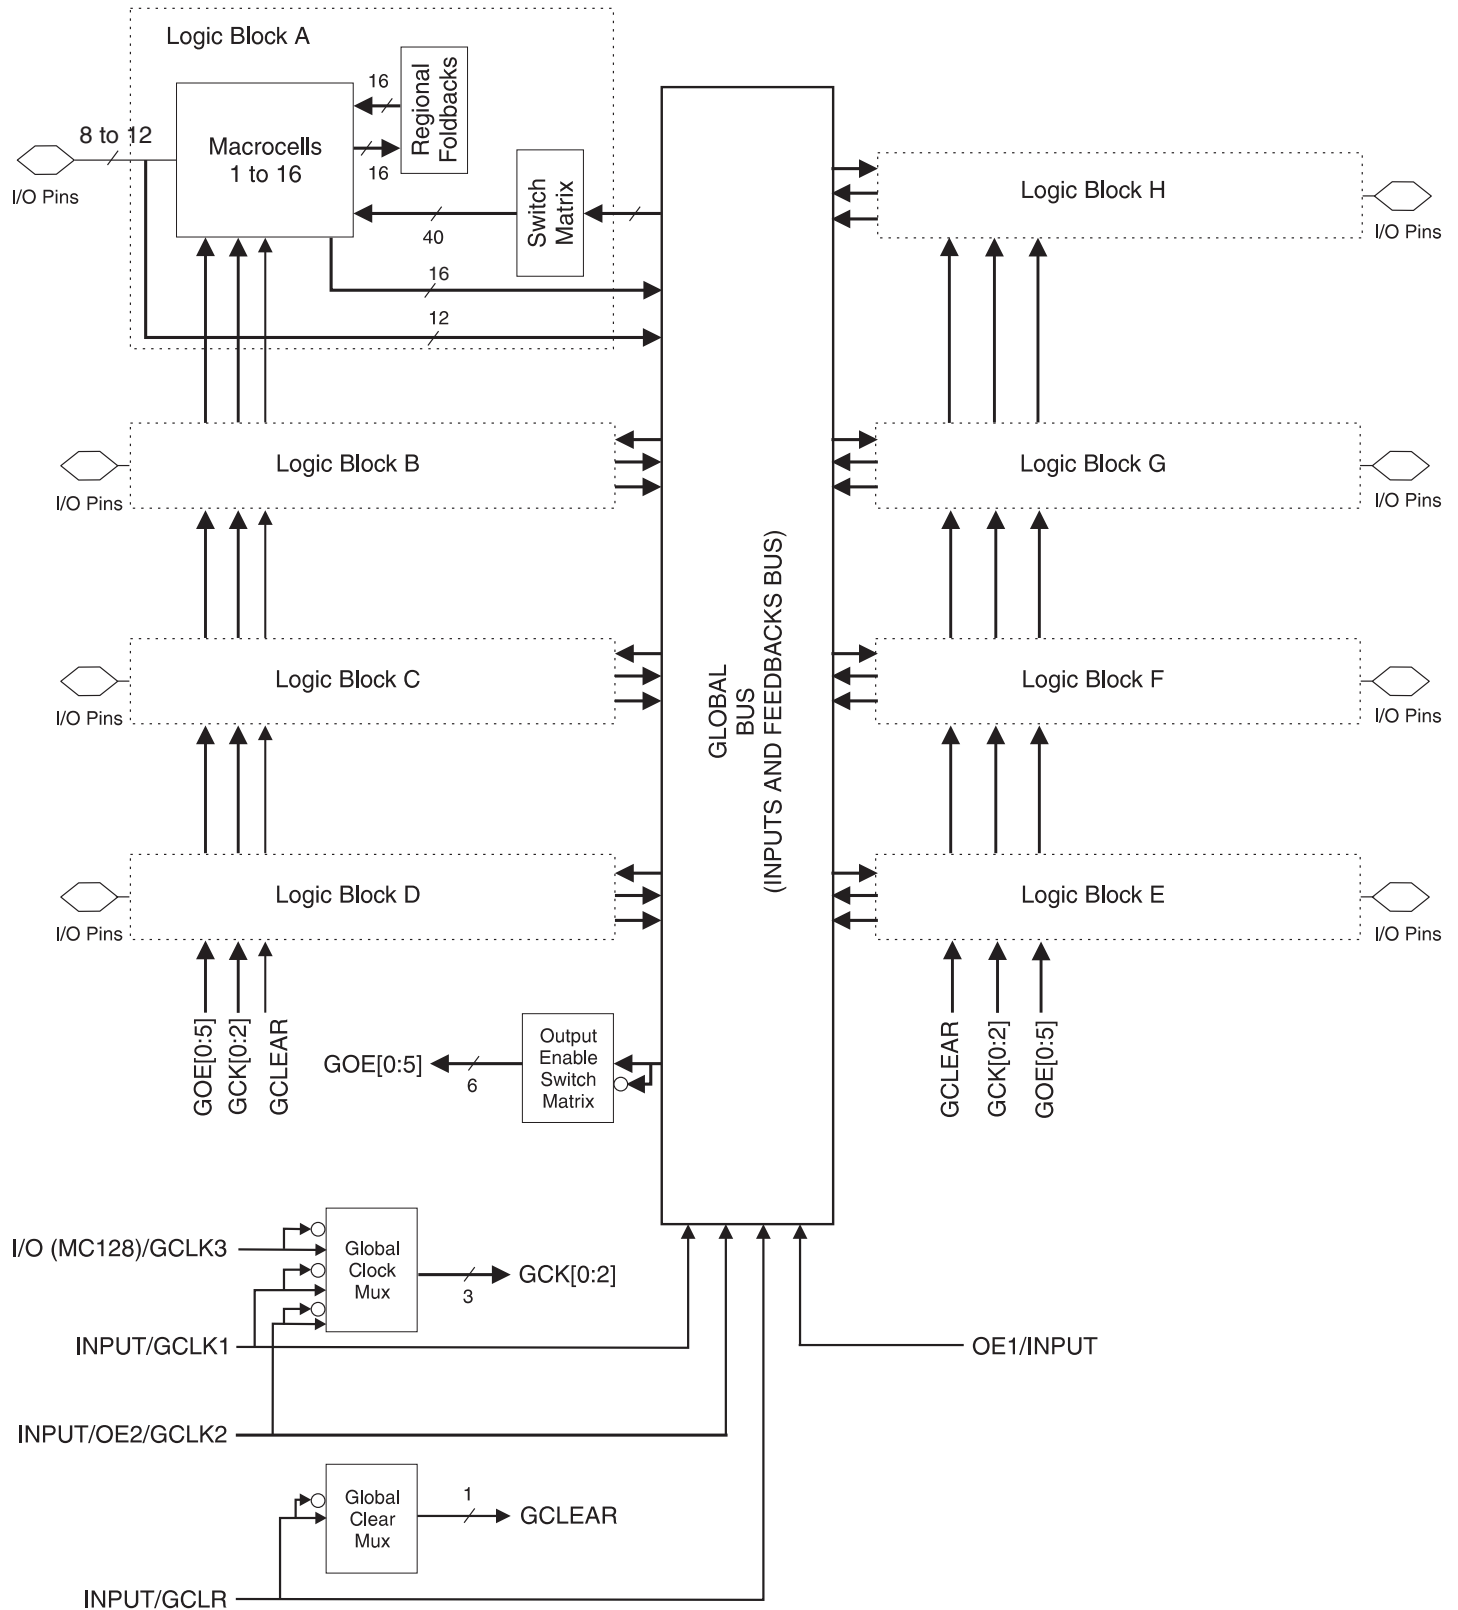 Logic Block A
Regional
Foldbacks
16
16
8 to 12
Macrocells
1 to 16
I/O Pins
Switch
Matrix
40
16
12
Logic Block H
I/O Pins
Logic Block B
I/O Pins
Logic Block G
I/O Pins
GLOBAL
BUS
(INPUTS AND FEEDBACKS BUS)
Logic Block C
I/O Pins
Logic Block F
I/O Pins
Logic Block D
I/O Pins
Logic Block E
I/O Pins
GOE[0:5]
GCK[0:2]
GCLEAR
GOE[0:5]
6
Output
Enable
Switch
Matrix
GCLEAR
GCK[0:2]
GOE[0:5]
I/O (MC128)/GCLK3
Global
Clock
Mux
3
GCK[0:2]
INPUT/GCLK1
OE1/INPUT
INPUT/OE2/GCLK2
Global
Clear
Mux
1
GCLEAR
INPUT/GCLR